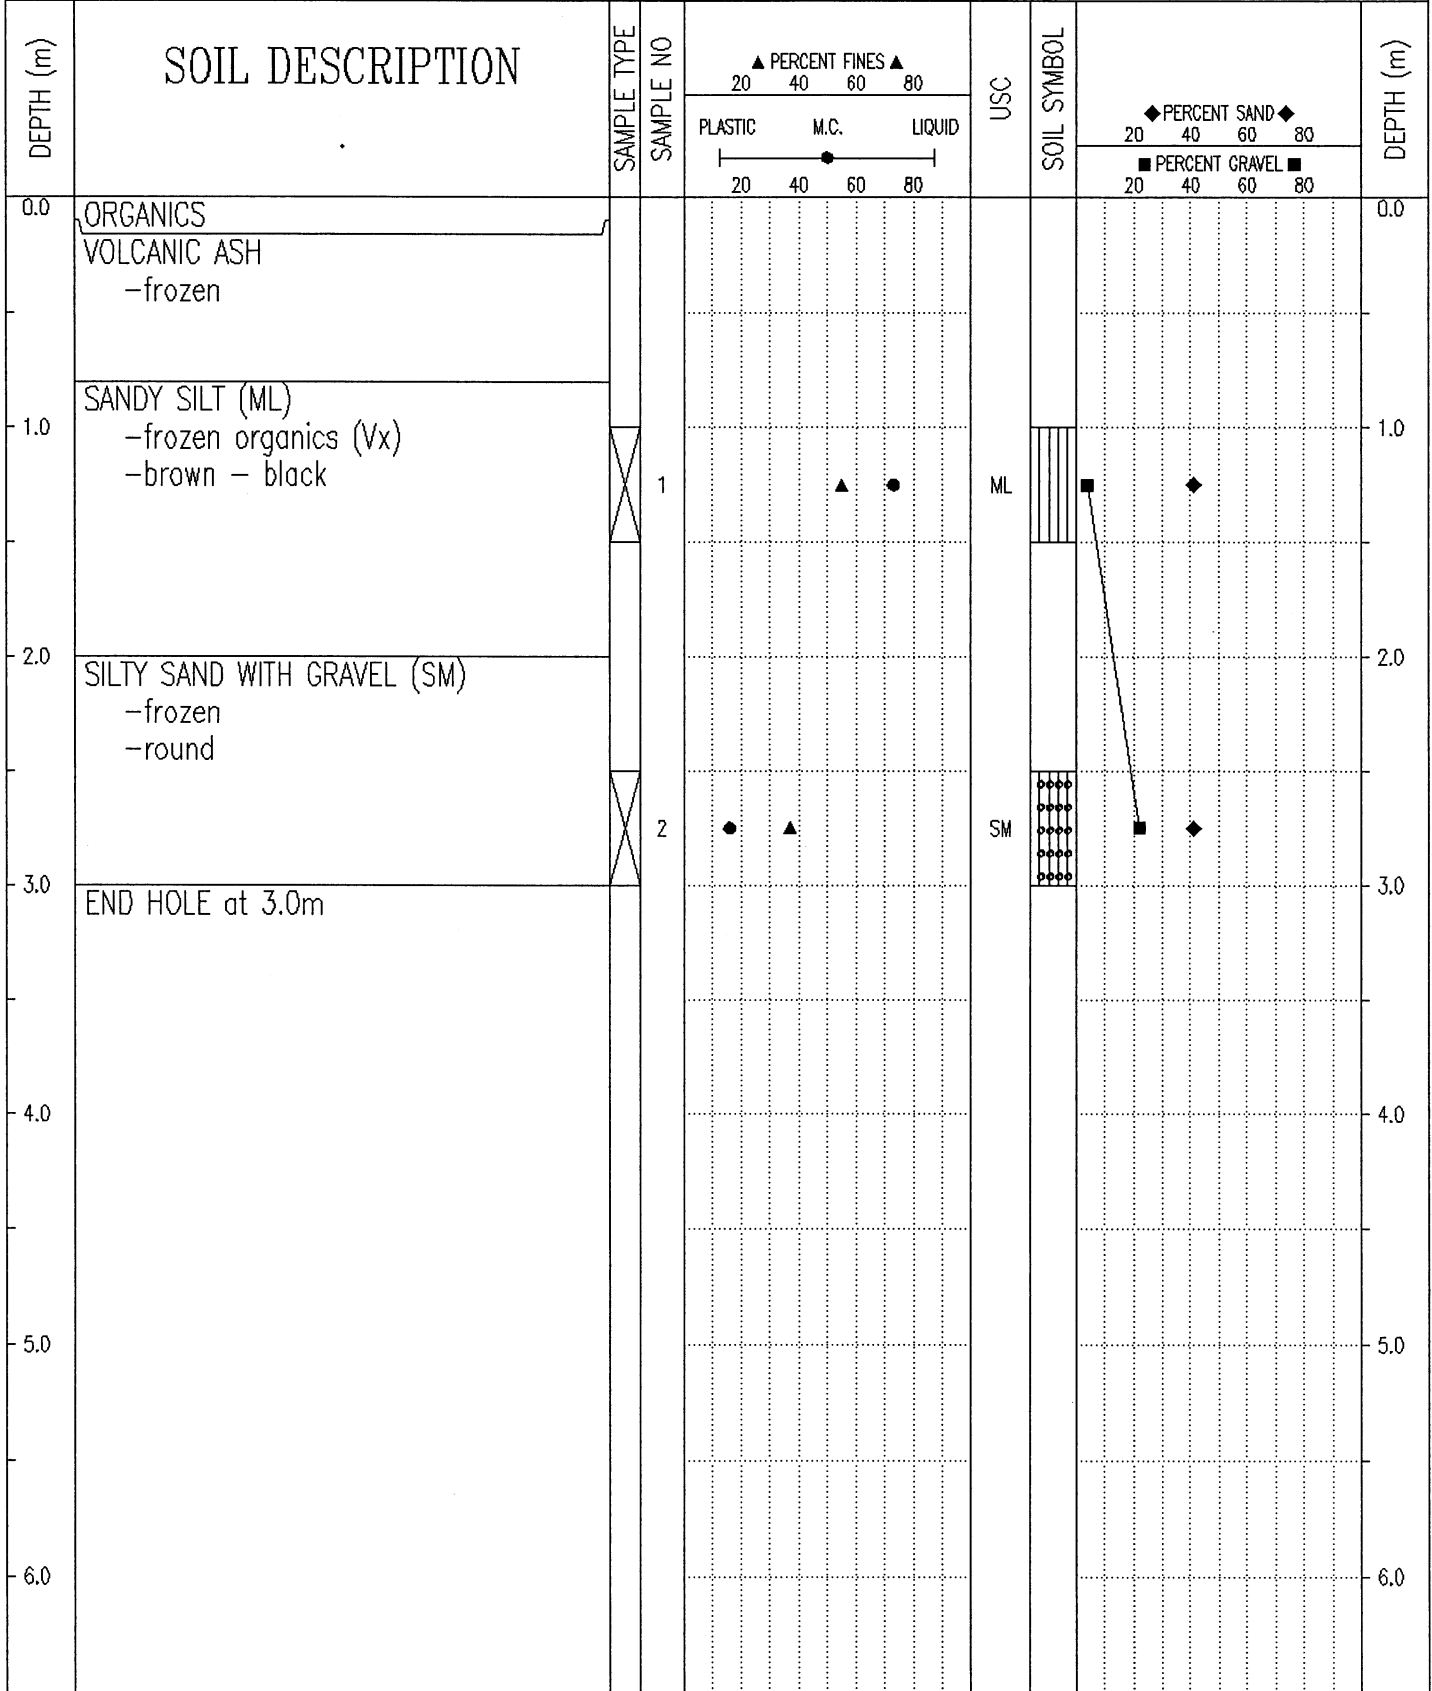 DEPTH (m)
SOIL DESCRIPTION
SAMPLE TYPE
SAMPLE NO
▲ PERCENT FINES ▲
20 40 60 80
PLASTIC M.C. LIQUID
20 40 60 80
USC
SOIL SYMBOL
◆ PERCENT SAND ◆
20 40 60 80
■ PERCENT GRAVEL ■
20 40 60 80
DEPTH (m)
0.0 ORGANICS 0.0
VOLCANIC ASH
-frozen
SANDY SILT (ML)
1.0 -frozen organics (Vx) 1.0
-brown - black
1 ML
2.0 2.0
SILTY SAND WITH GRAVEL (SM)
-frozen
-round
2 SM
3.0 3.0
END HOLE at 3.0m
4.0 4.0
5.0 5.0
6.0 6.0